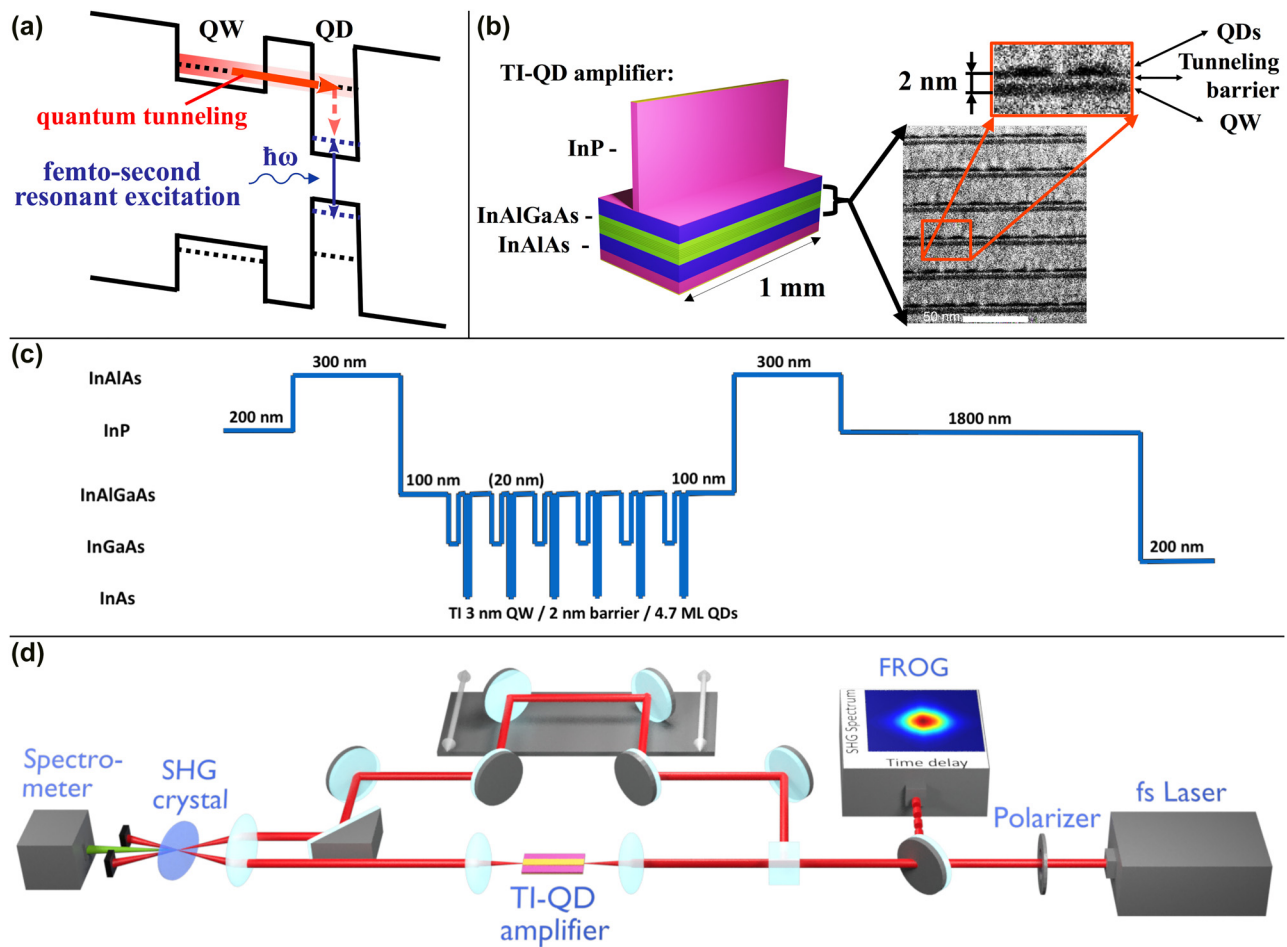 (a)
QW
QD
quantum tunneling
ħω
femto-second
resonant excitation
(b)
TI-QD amplifier:
InP -
InAlGaAs -
InAlAs -
1 mm
2 nm
QDs
Tunneling
barrier
QW
50 nm
(c)
InAlAs
InP
InAlGaAs
InGaAs
InAs
200 nm
300 nm
100 nm
(20 nm)
100 nm
300 nm
1800 nm
200 nm
TI 3 nm QW / 2 nm barrier / 4.7 ML QDs
(d)
Spectro-
meter
SHG
crystal
TI-QD
amplifier
FROG
SHG Spectrum
Time delay
Polarizer
fs Laser